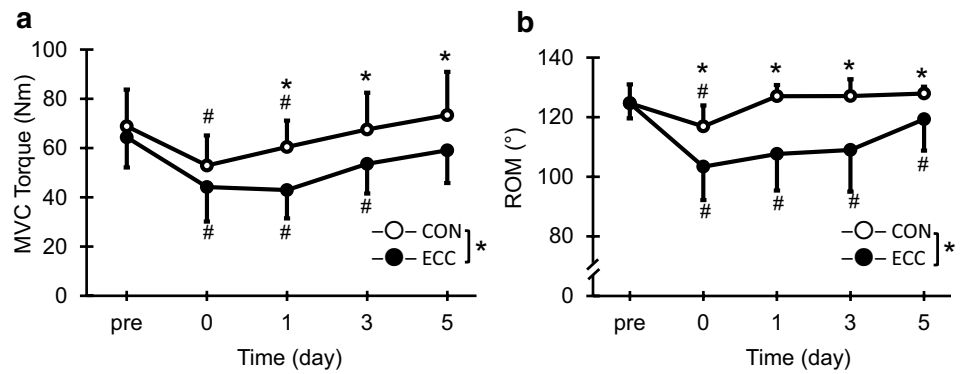 a
MVC Torque (Nm)
100
80
60
40
20
0
# * # * *
# # #
CON
ECC
*
pre 0 1 3 5
Time (day)
b
ROM (°)
140
120
100
80
0
* # * * *
# # # #
CON
ECC
*
pre 0 1 3 5
Time (day)